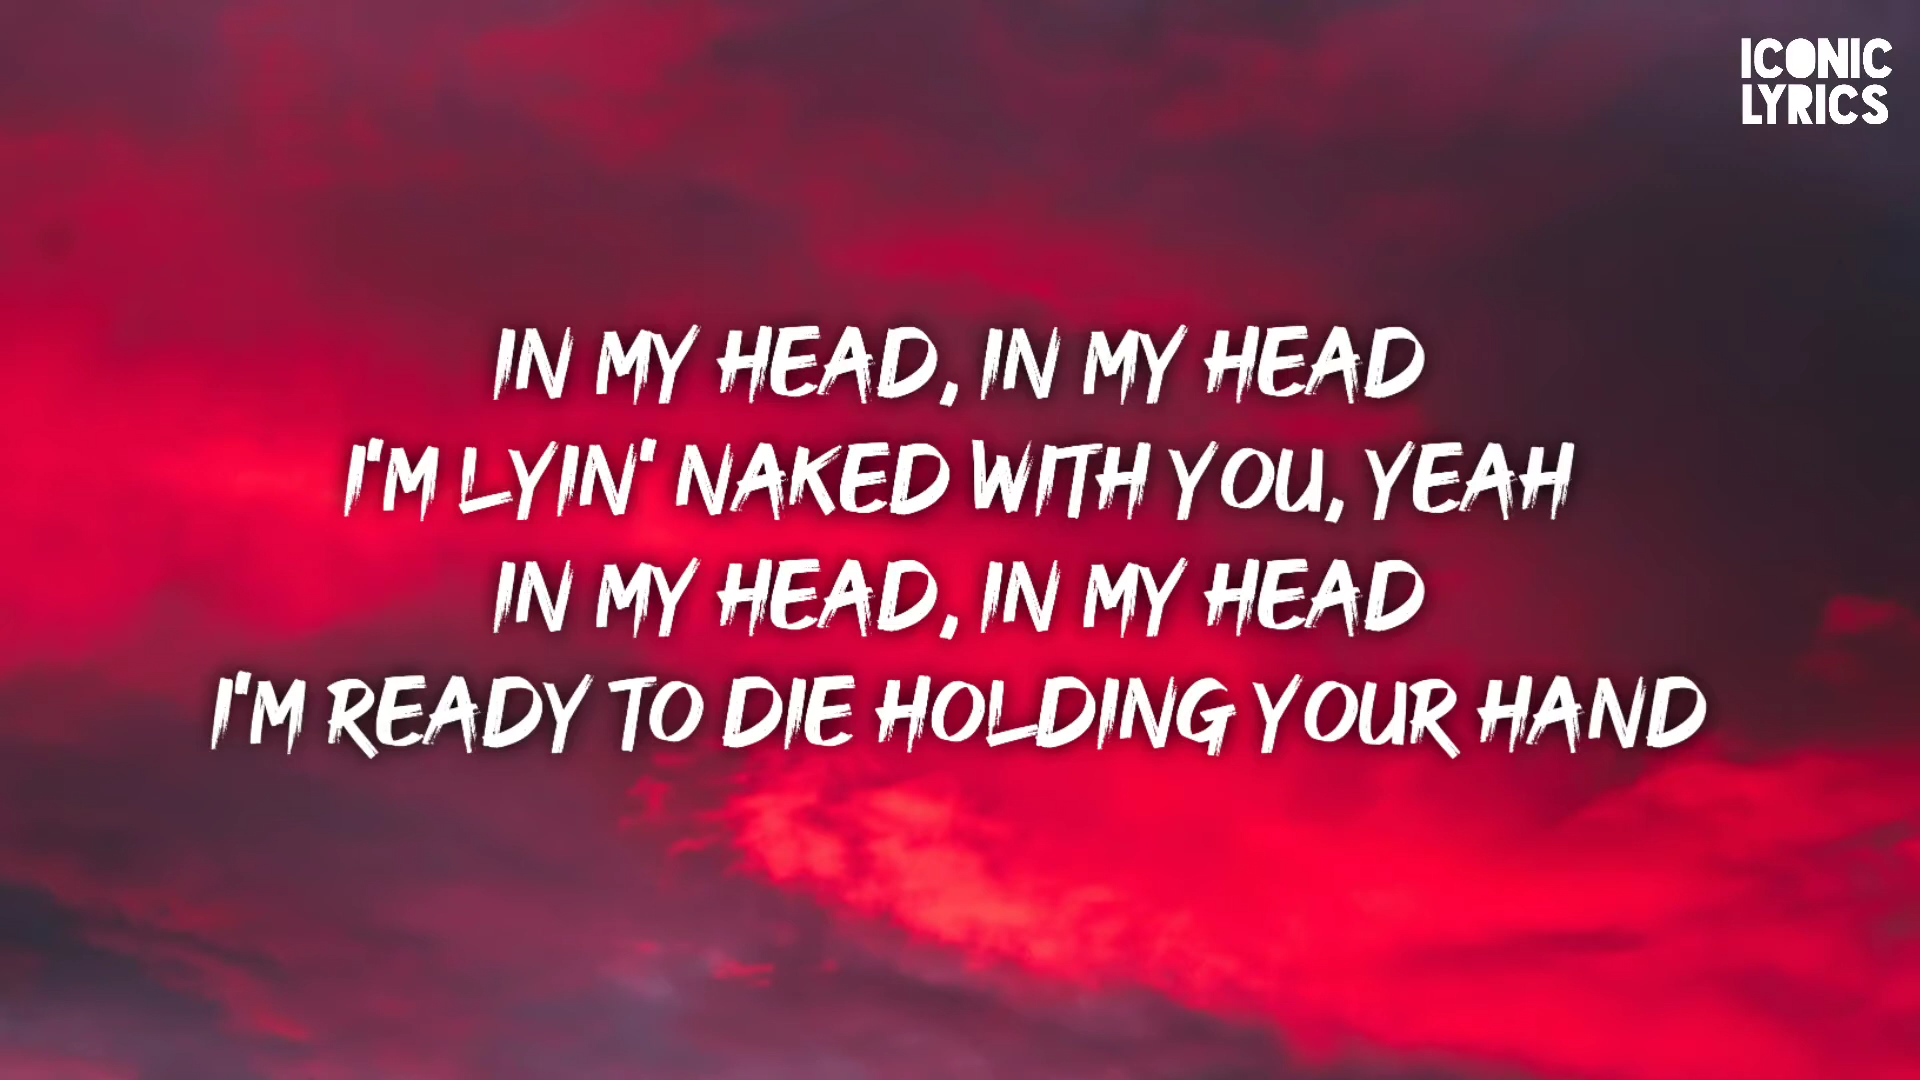 ICONIC
LYRICS
IN MY HEAD, IN MY HEAD
I'M LYIN' NAKED WITH YOU, YEAH
IN MY HEAD, IN MY HEAD
I'M READY TO DIE HOLDING YOUR HAND